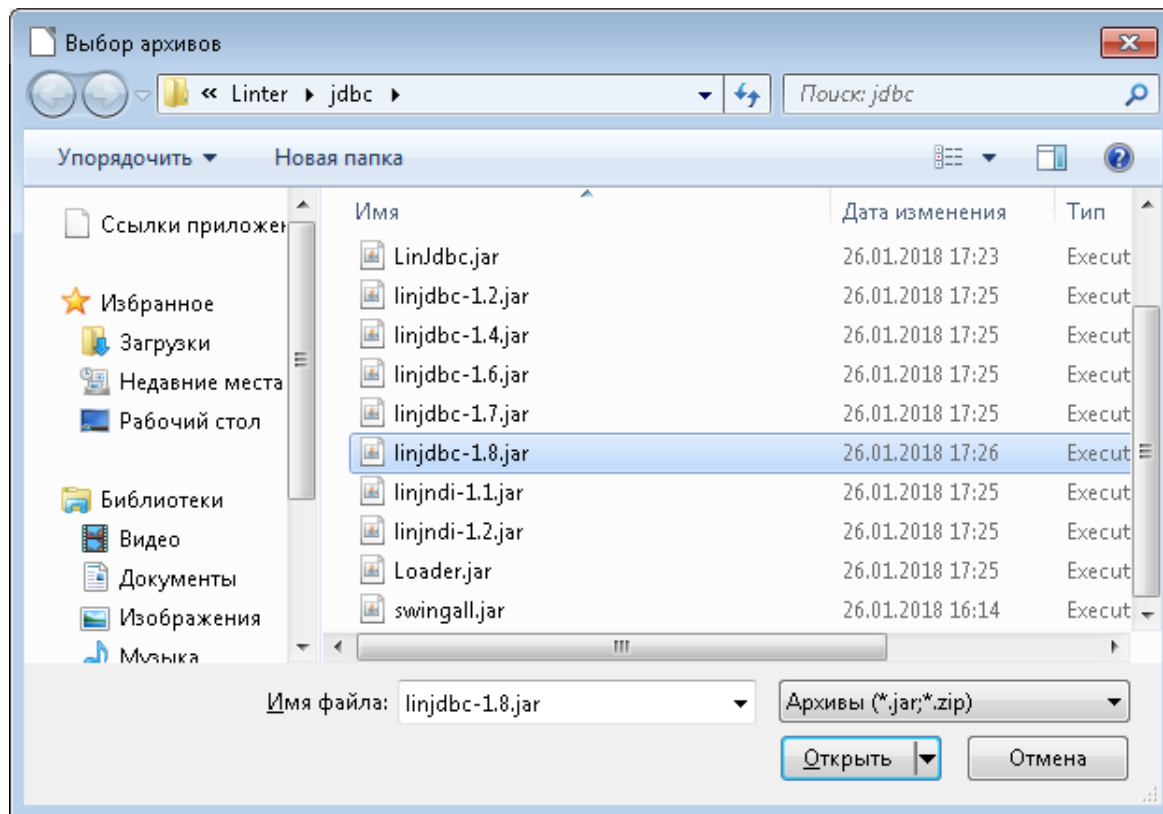 Выбор архивов
« Linter ▸ jdbc ▸
Поиск: jdbc
Упорядочить ▼ Новая папка
Ссылки приложен
Избранное
Загрузки
Недавние места
Рабочий стол
Библиотеки
Видео
Документы
Изображения
Музыка
Имя Дата изменения Тип
LinJdbc.jar 26.01.2018 17:23 Execut
linjdbc-1.2.jar 26.01.2018 17:25 Execut
linjdbc-1.4.jar 26.01.2018 17:25 Execut
linjdbc-1.6.jar 26.01.2018 17:25 Execut
linjdbc-1.7.jar 26.01.2018 17:25 Execut
linjdbc-1.8.jar 26.01.2018 17:26 Execut
linjndi-1.1.jar 26.01.2018 17:25 Execut
linjndi-1.2.jar 26.01.2018 17:25 Execut
Loader.jar 26.01.2018 17:25 Execut
swingall.jar 26.01.2018 16:14 Execut
Имя файла: linjdbc-1.8.jar Архивы (*.jar;*.zip)
Открыть Отмена